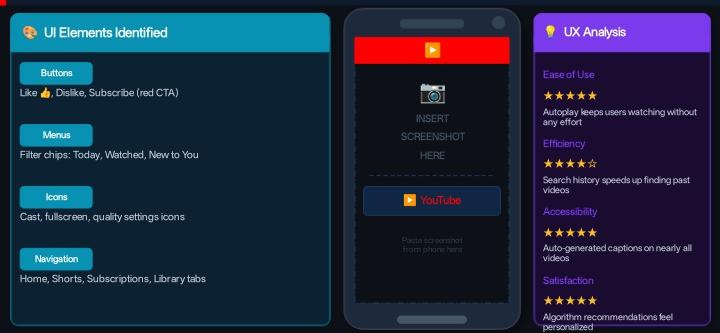 UI Elements Identified
Buttons
Like 👍, Dislike, Subscribe (red CTA)
Menus
Filter chips: Today, Watched, New to You
Icons
Cast, fullscreen, quality settings icons
Navigation
Home, Shorts, Subscriptions, Library tabs
INSERT
SCREENSHOT
HERE
YouTube
Paste screenshot
from phone here
UX Analysis
Ease of Use
★★★★★
Autoplay keeps users watching without
any effort
Efficiency
★★★★☆
Search history speeds up finding past
videos
Accessibility
★★★★★
Auto-generated captions on nearly all
videos
Satisfaction
★★★★★
Algorithm recommendations feel
personalized